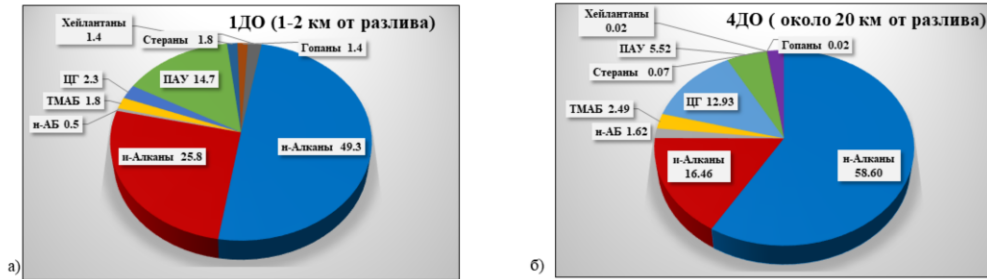 1ДО (1-2 км от разлива)
Хейлантаны
1.4
Стераны 1.8
Гопаны 1.4
ПАУ 14.7
ЦГ 2.3
ТМАБ 1.8
н-АБ 0.5
и-Алканы 25.8
н-Алканы 49.3
а)
4ДО ( около 20 км от разлива)
Хейлантаны
0.02
Гопаны 0.02
ПАУ 5.52
Стераны 0.07
ЦГ 12.93
ТМАБ 2.49
н-АБ 1.62
и-Алканы
16.46
н-Алканы
58.60
б)